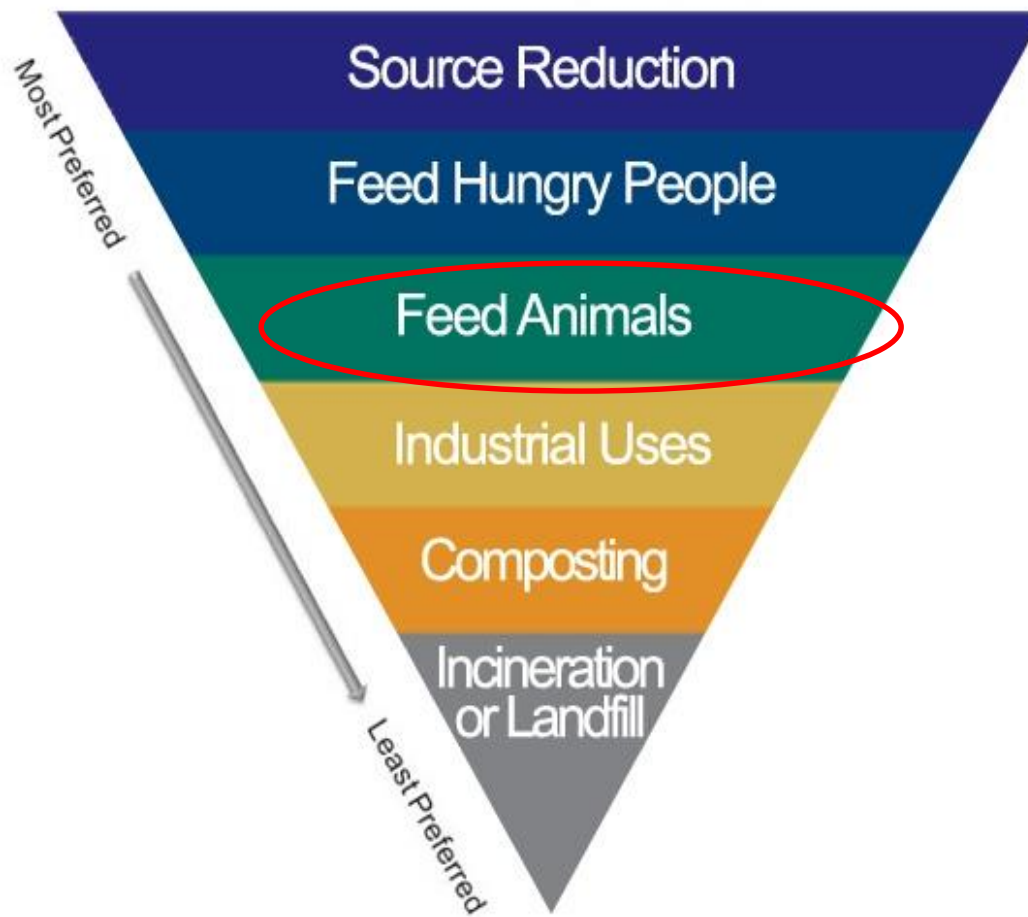 Source Reduction
Most Preferred
Feed Hungry People
Feed Animals
Industrial Uses
Composting
Incineration
or Landfill
Least Preferred